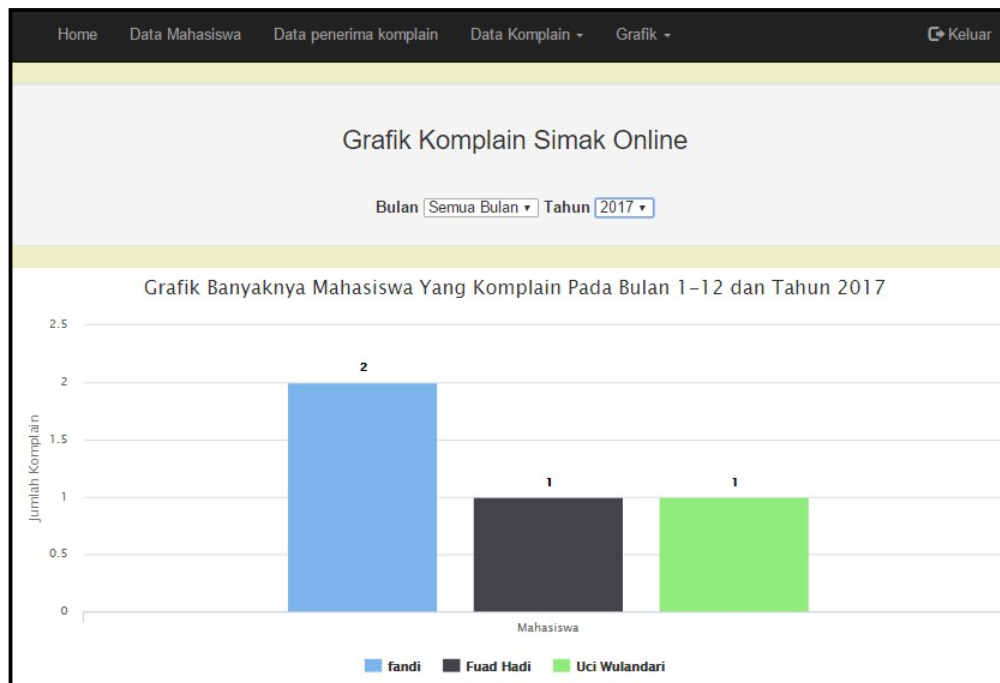 Home Data Mahasiswa Data penerima komplain Data Komplain Grafik Keluar
Grafik Komplain Simak Online
Bulan Semua Bulan Tahun 2017
Grafik Banyaknya Mahasiswa Yang Komplain Pada Bulan 1-12 dan Tahun 2017
2.5
2
1.5
1
0.5
0
Jumlah Komplain
2
1
1
Mahasiswa
fandi Fuad Hadi Uci Wulandari